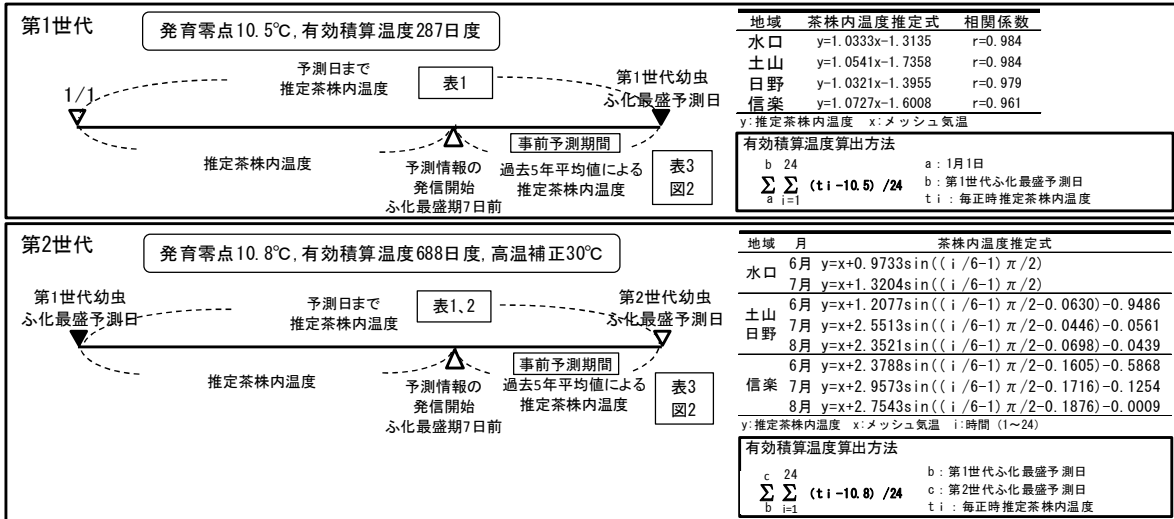 第1世代
発育零点10.5℃,有効積算温度287日度
予測日まで
推定茶株内温度
表1
第1世代幼虫
ふ化最盛予測日
1/1
推定茶株内温度
予測情報の
発信開始
ふ化最盛期7日前
事前予測期間
過去5年平均値による
推定茶株内温度
表3
図2
地域 茶株内温度推定式 相関係数
水口 y=1.0333x-1.3135 r=0.984
土山 y=1.0541x-1.7358 r=0.984
日野 y=1.0321x-1.3955 r=0.979
信楽 y=1.0727x-1.6008 r=0.961
y:推定茶株内温度 x:メッシュ気温
有効積算温度算出方法
b 24
Σ Σ (ti-10.5) /24
a i=1
a:1月1日
b:第1世代ふ化最盛予測日
ti:毎正時推定茶株内温度
第2世代
発育零点10.8℃,有効積算温度688日度,高温補正30℃
第1世代幼虫
ふ化最盛予測日
予測日まで
推定茶株内温度
表1、2
第2世代幼虫
ふ化最盛予測日
推定茶株内温度
予測情報の
発信開始
ふ化最盛期7日前
事前予測期間
過去5年平均値による
推定茶株内温度
表3
図2
地域 月 茶株内温度推定式
水口 6月 y=x+0.9733sin((i/6-1)π/2)
7月 y=x+1.3204sin((i/6-1)π/2)
土山
日野
6月 y=x+1.2077sin((i/6-1)π/2-0.0630)-0.9486
7月 y=x+2.5513sin((i/6-1)π/2-0.0446)-0.0561
8月 y=x+2.3521sin((i/6-1)π/2-0.0698)-0.0439
信楽
6月 y=x+2.3788sin((i/6-1)π/2-0.1605)-0.5868
7月 y=x+2.9573sin((i/6-1)π/2-0.1716)-0.1254
8月 y=x+2.7543sin((i/6-1)π/2-0.1876)-0.0009
y:推定茶株内温度 x:メッシュ気温 i:時間(1〜24)
有効積算温度算出方法
c 24
Σ Σ (ti-10.8) /24
b i=1
b:第1世代ふ化最盛予測日
c:第2世代ふ化最盛予測日
ti:毎正時推定茶株内温度